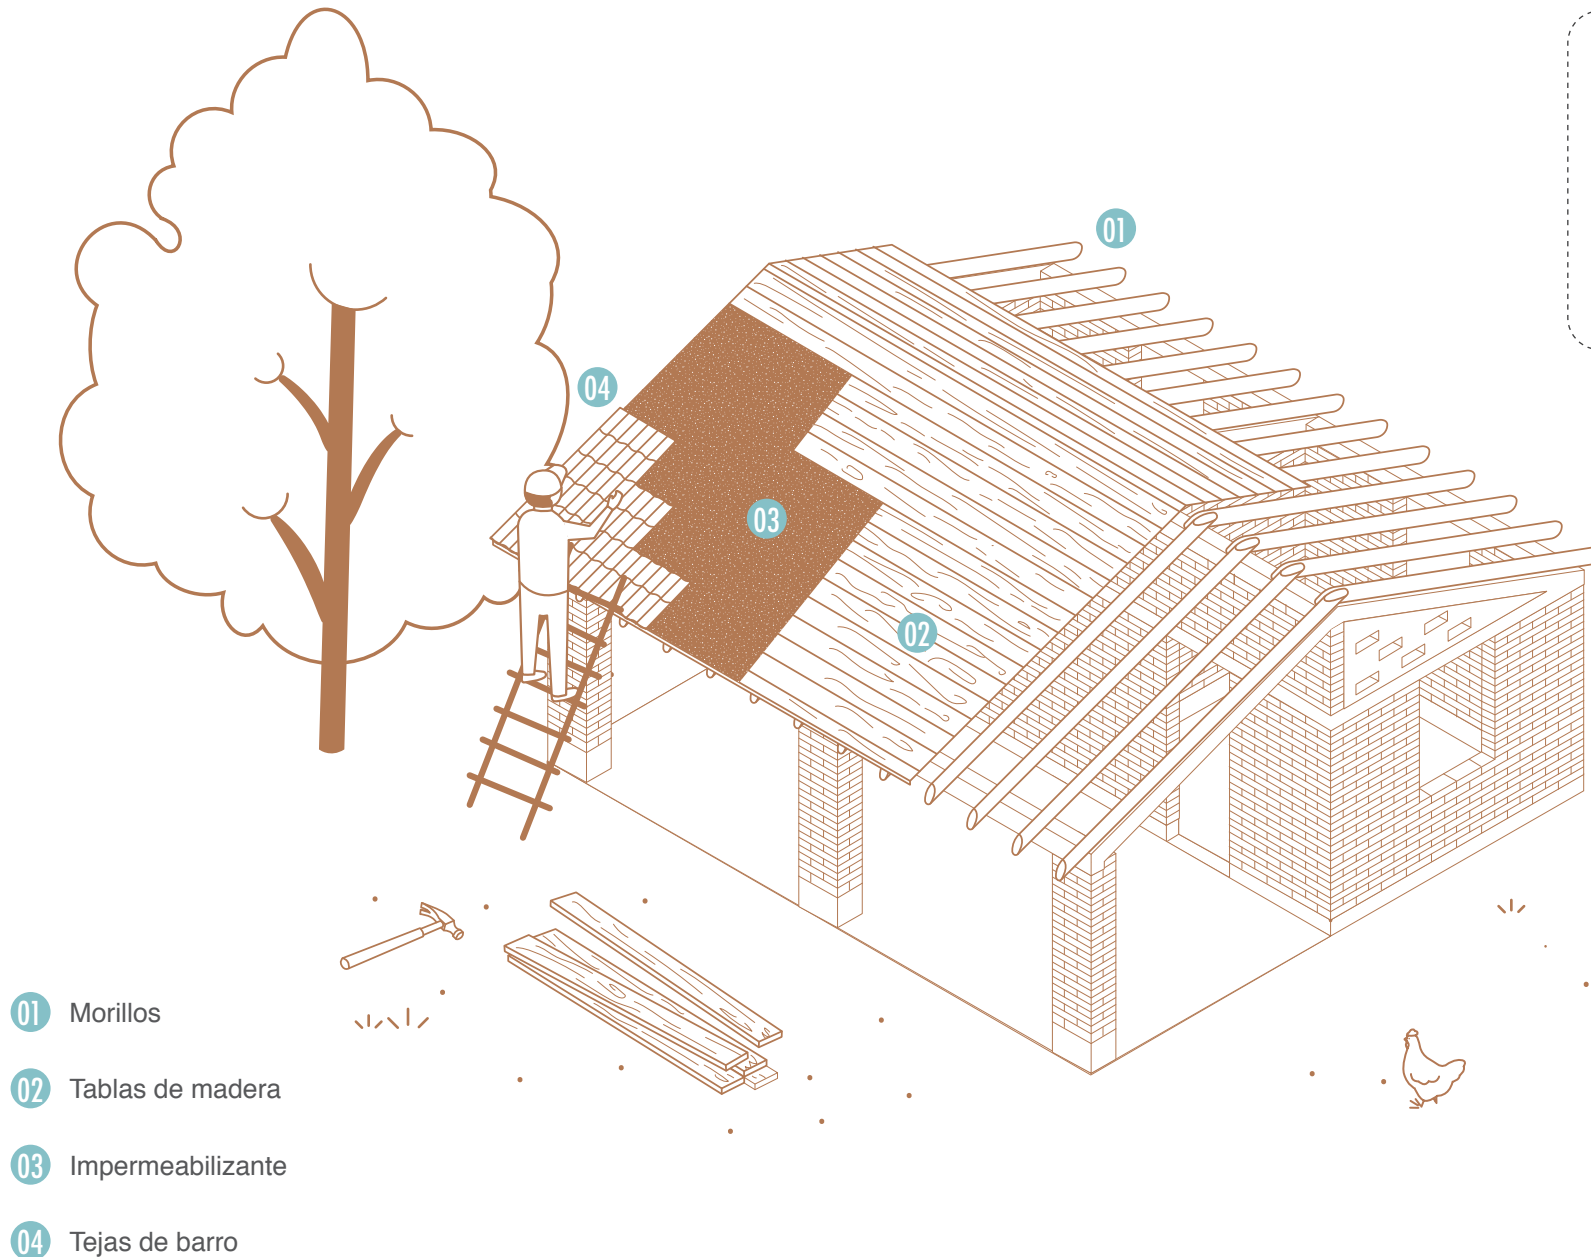 01
04
03
02
01 Morillos
02 Tablas de madera
03 Impermeabilizante
04 Tejas de barro